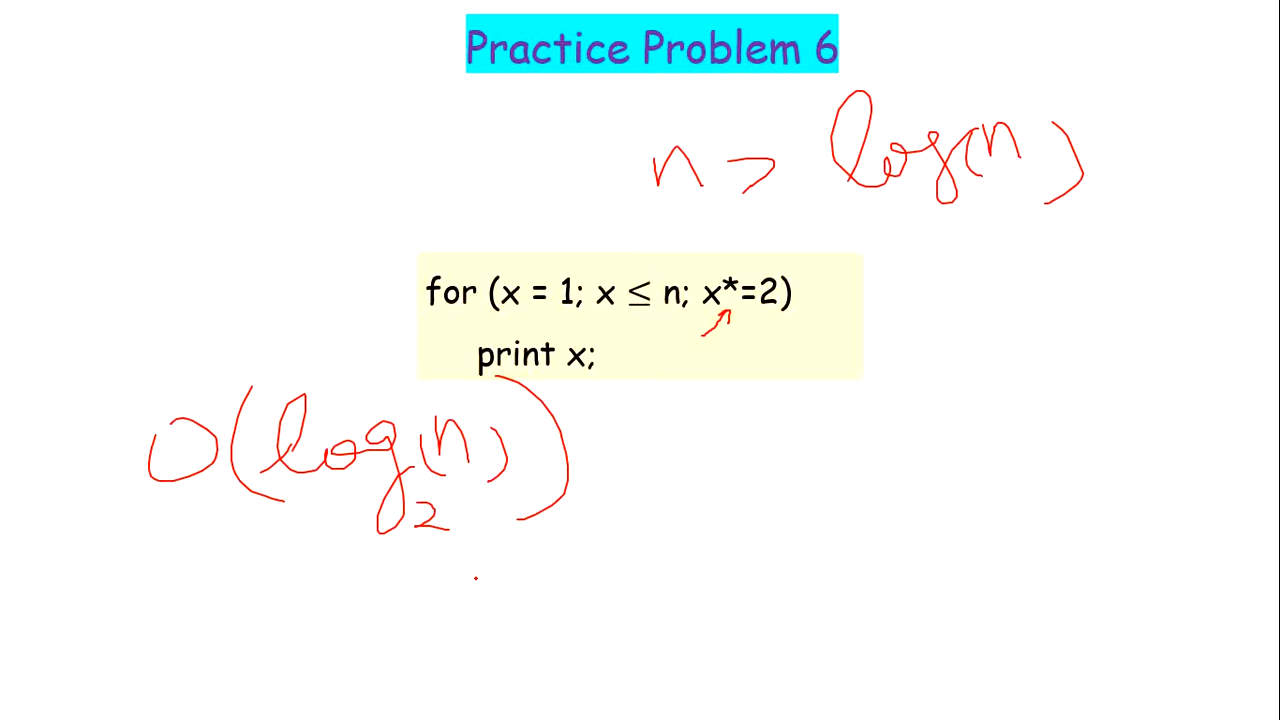 Practice Problem 6
n > log(n)
for (x = 1; x ≤ n; x*=2)
print x;
O(log₂(n))